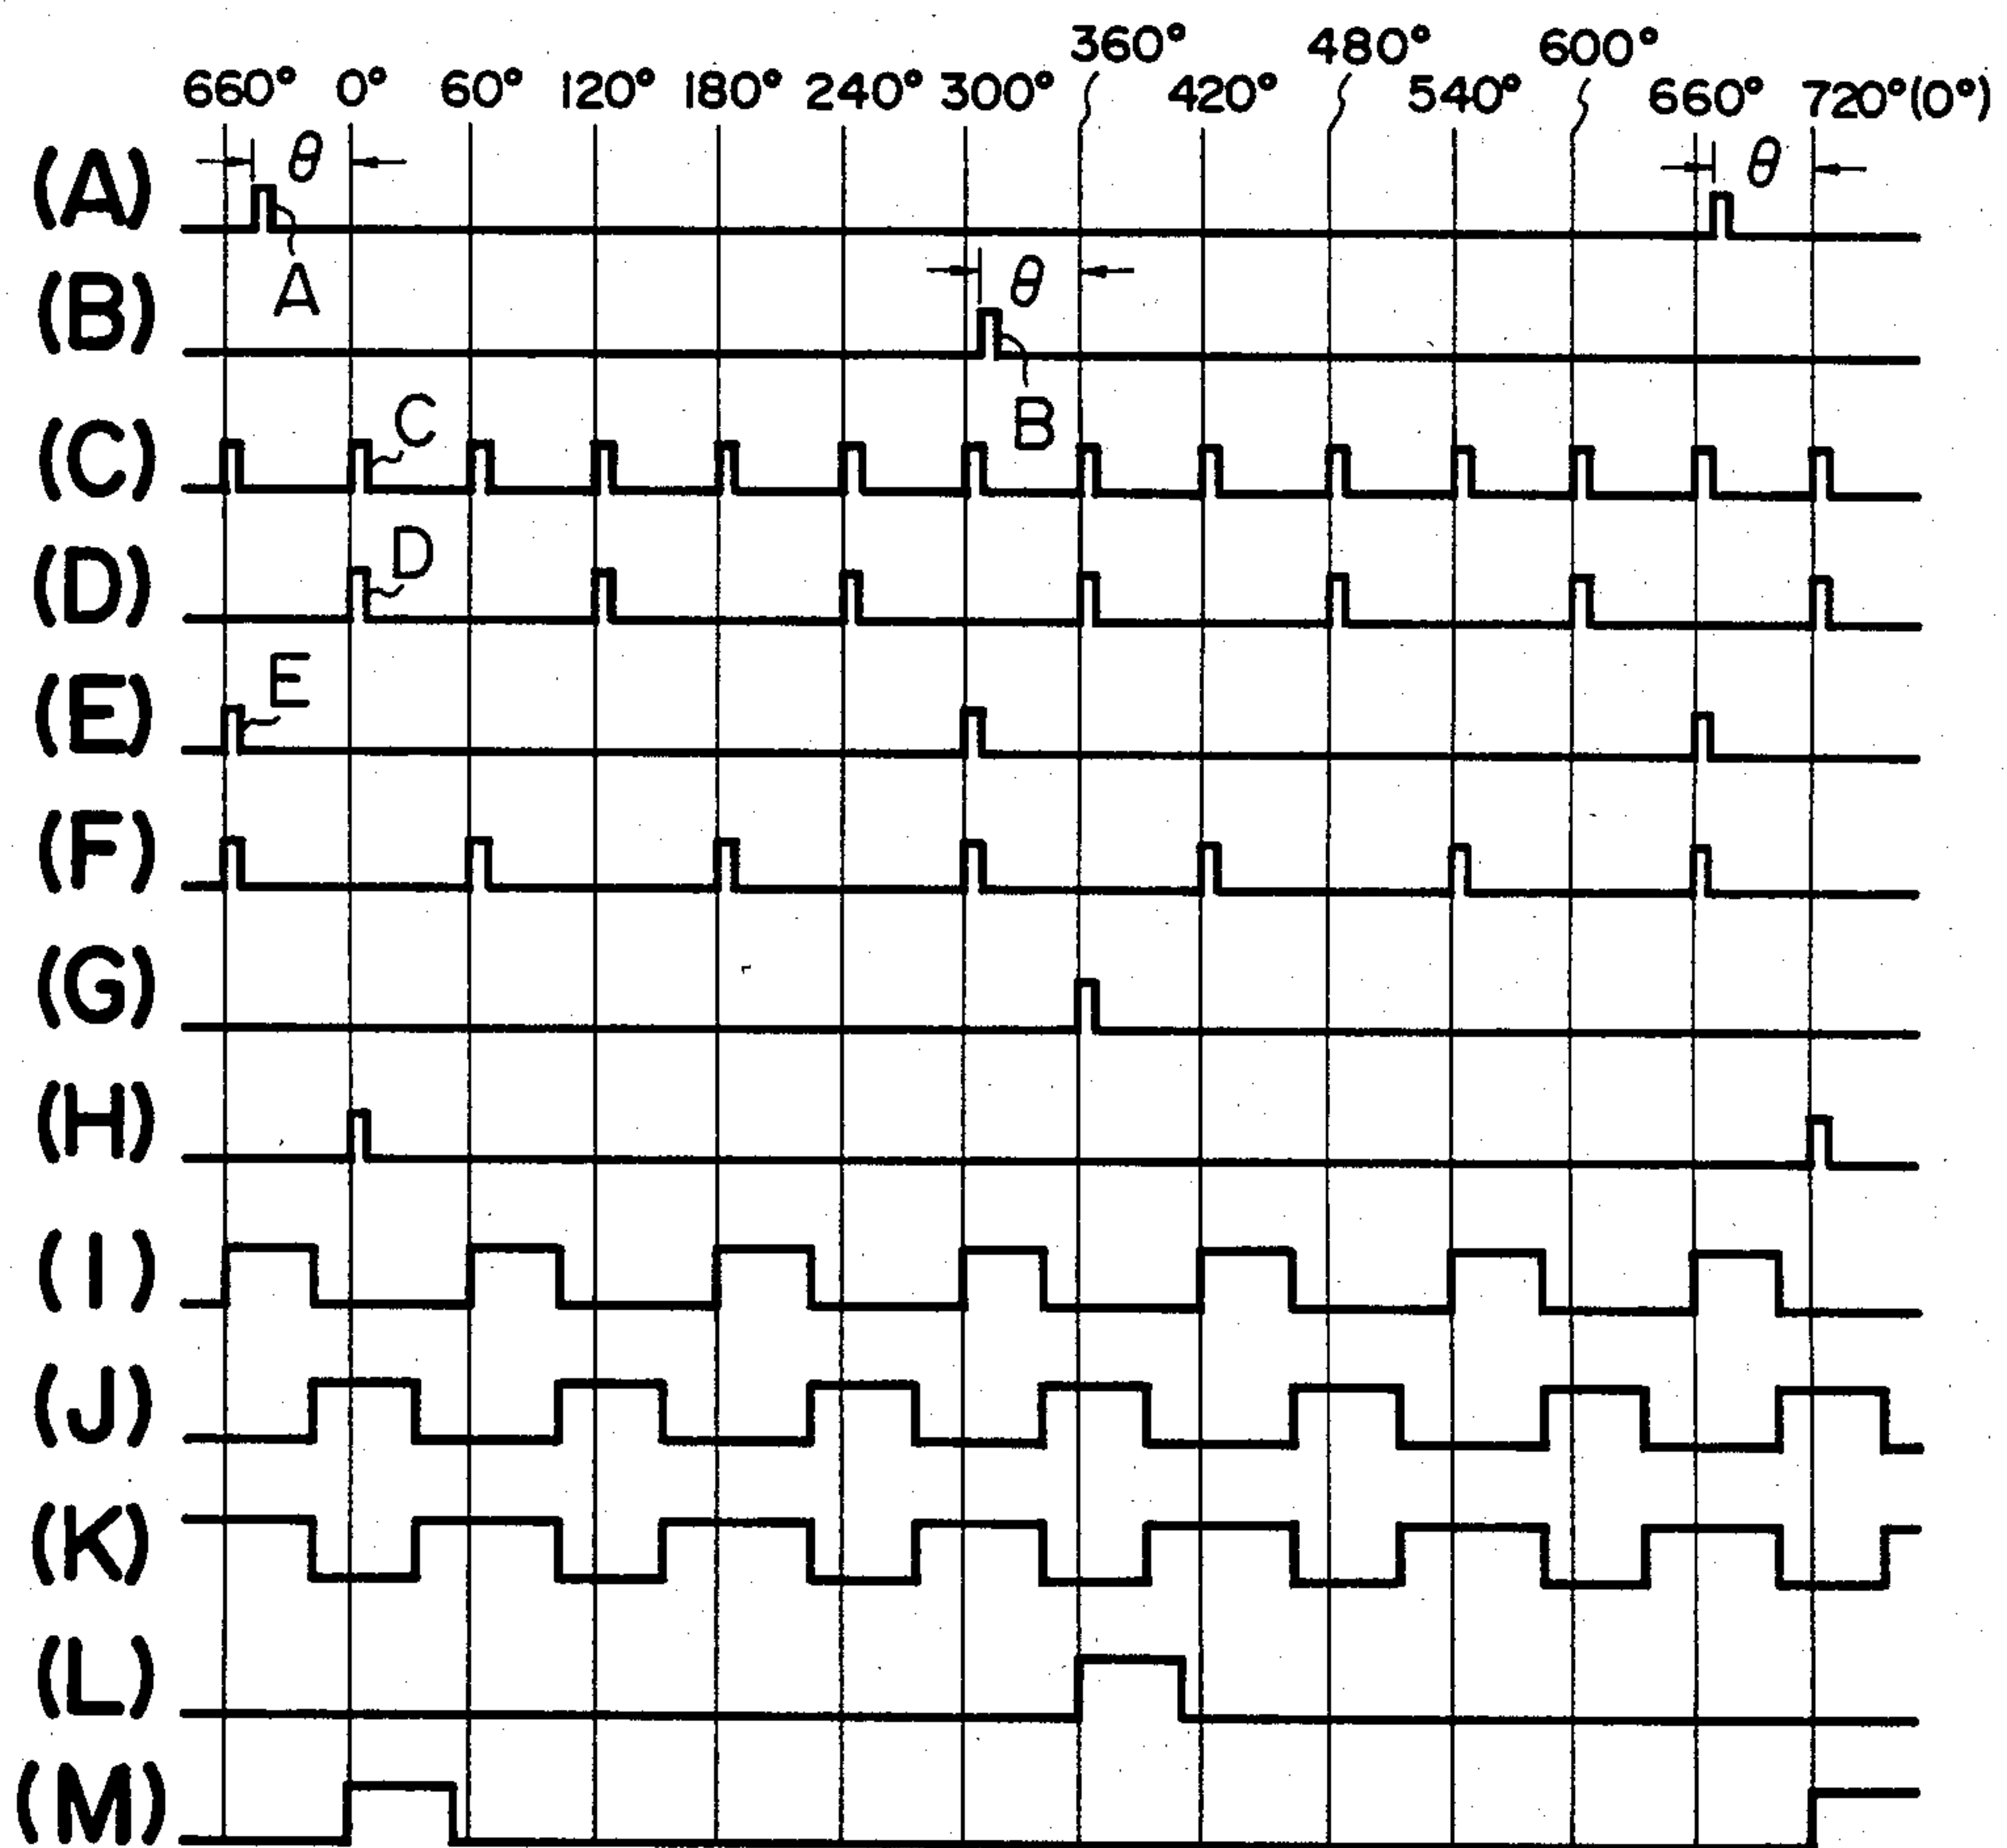 360° 480° 600°
660° 0° 60° 120° 180° 240° 300° 420° 540° 660° 720°(0°)
(A) θ θ
A
(B) θ
B
(C) C
(D) D
(E) E
(F)
(G)
(H)
(I)
(J)
(K)
(L)
(M)